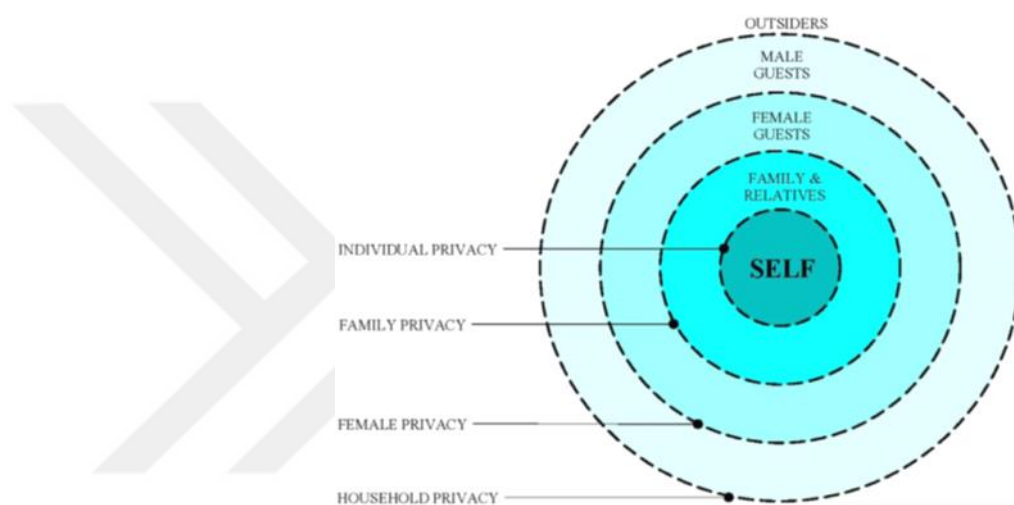 OUTSIDERS
MALE
GUESTS
FEMALE
GUESTS
FAMILY &
RELATIVES
INDIVIDUAL PRIVACY
SELF
FAMILY PRIVACY
FEMALE PRIVACY
HOUSEHOLD PRIVACY